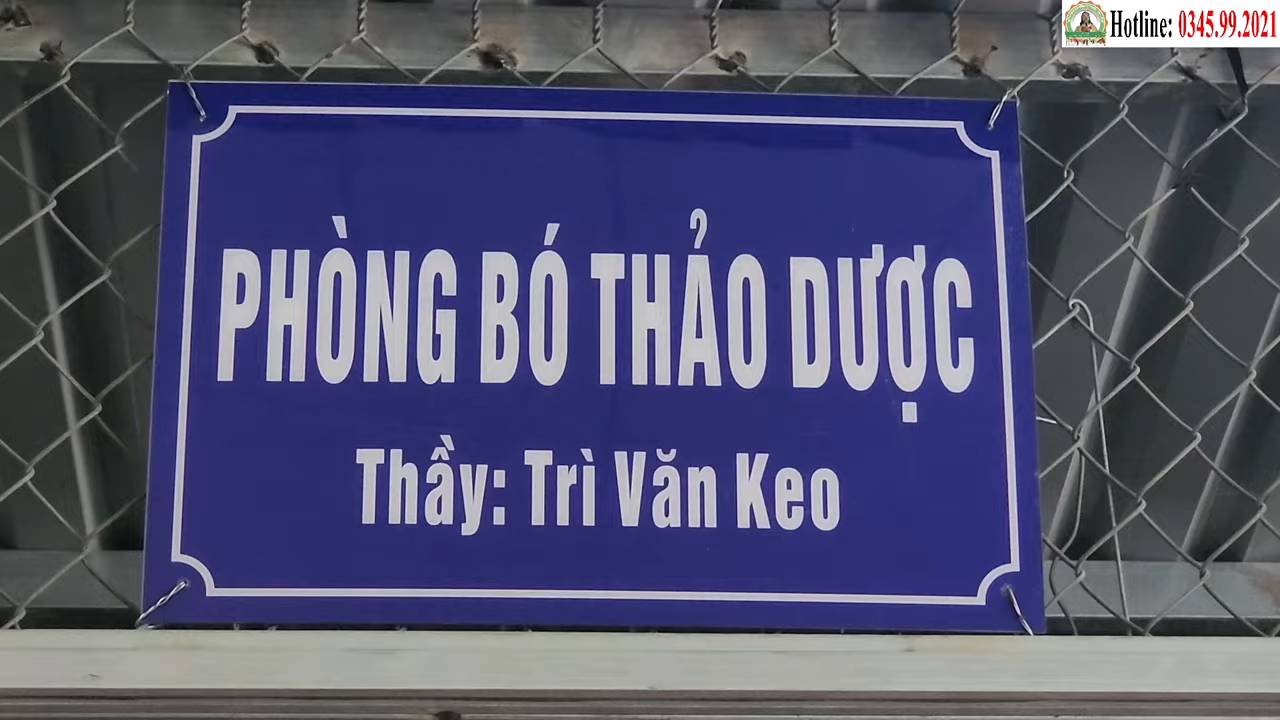 Hotline: 0345.99.2021
PHÒNG BÓ THẢO DƯỢC
Thầy: Trì Văn Keo